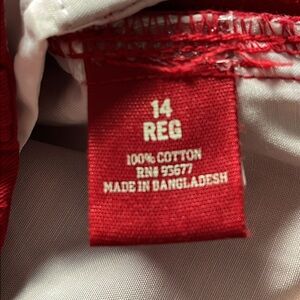 14
REG
100% COTTON
RN# 93677
MADE IN BANGLADESH